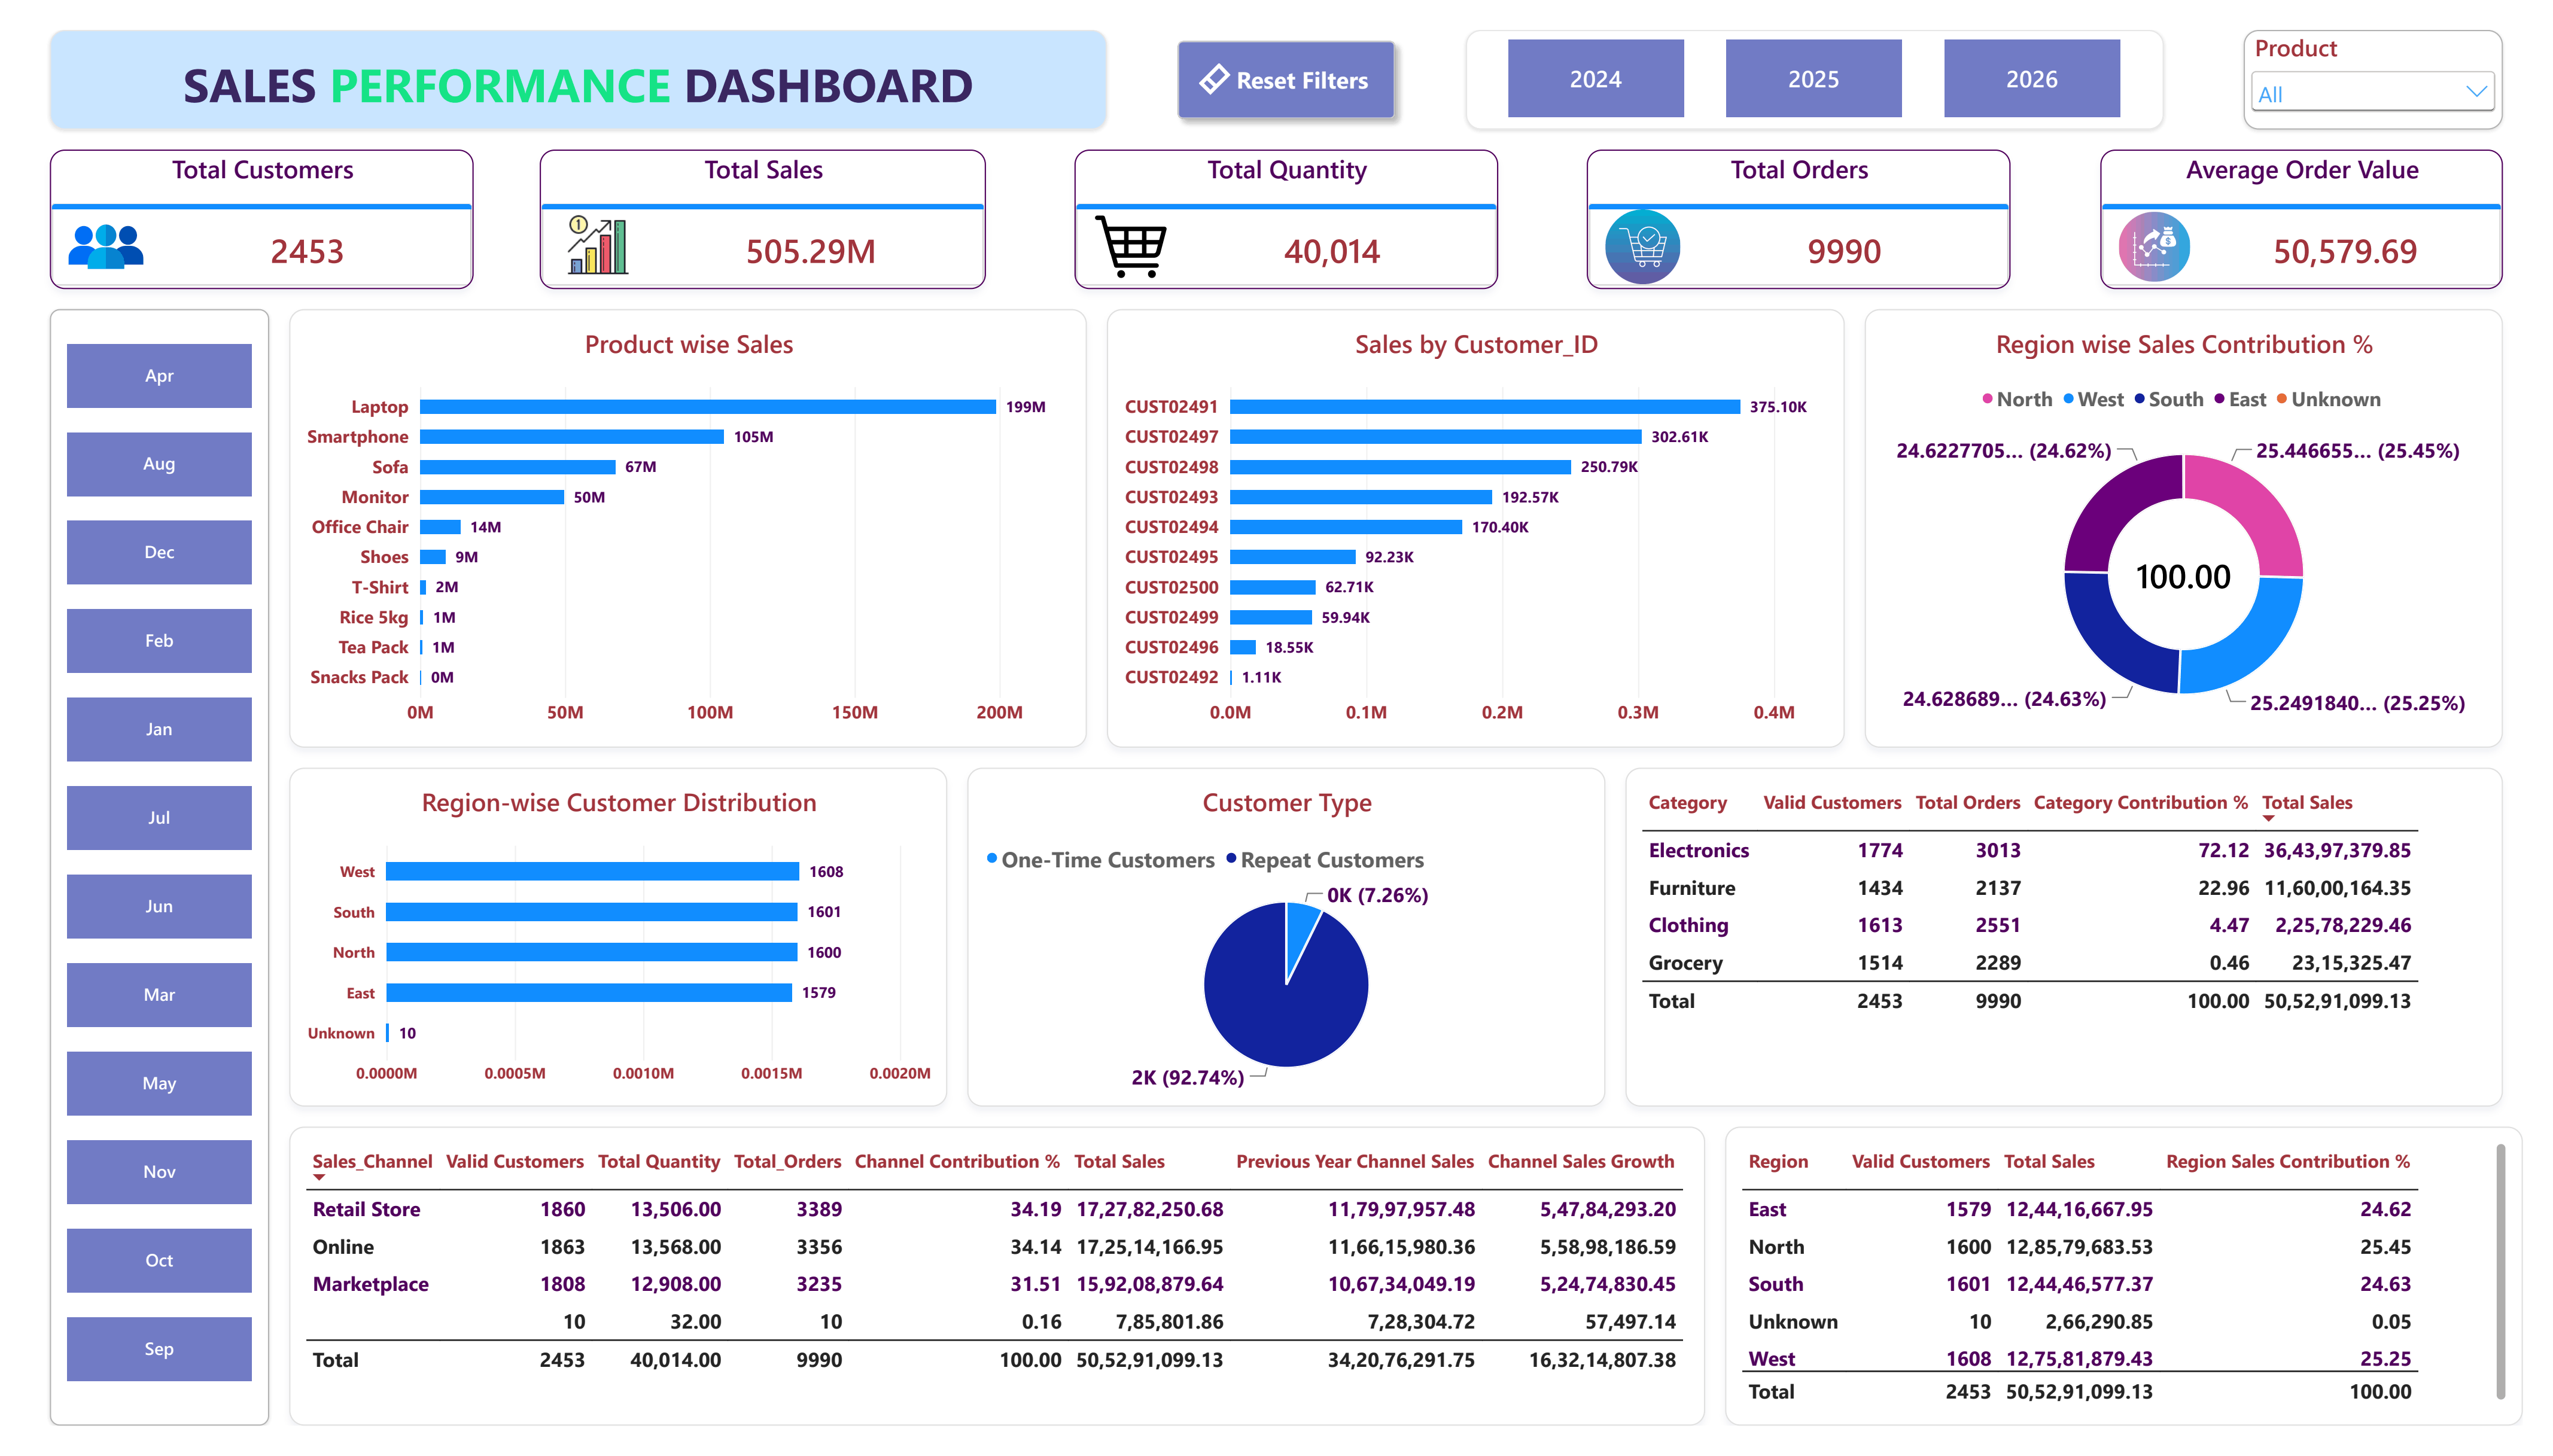 SALES PERFORMANCE DASHBOARD
Reset Filters
2024
2025
2026
Product
All
Total Customers
2453
Total Sales
505.29M
Total Quantity
40,014
Total Orders
9990
Average Order Value
50,579.69
Apr
Aug
Dec
Feb
Jan
Jul
Jun
Mar
May
Nov
Oct
Sep
Product wise Sales
Laptop 199M
Smartphone 105M
Sofa 67M
Monitor 50M
Office Chair 14M
Shoes 9M
T-Shirt 2M
Rice 5kg 1M
Tea Pack 1M
Snacks Pack 0M
0M 50M 100M 150M 200M
Sales by Customer_ID
CUST02491 375.10K
CUST02497 302.61K
CUST02498 250.79K
CUST02493 192.57K
CUST02494 170.40K
CUST02495 92.23K
CUST02500 62.71K
CUST02499 59.94K
CUST02496 18.55K
CUST02492 1.11K
0.0M 0.1M 0.2M 0.3M 0.4M
Region wise Sales Contribution %
North West South East Unknown
24.6227705... (24.62%) 25.446655... (25.45%)
100.00
24.628689... (24.63%) 25.2491840... (25.25%)
Region-wise Customer Distribution
West 1608
South 1601
North 1600
East 1579
Unknown 10
0.0000M 0.0005M 0.0010M 0.0015M 0.0020M
Customer Type
One-Time Customers Repeat Customers
0K (7.26%)
2K (92.74%)
Category Valid Customers Total Orders Category Contribution % Total Sales
Electronics 1774 3013 72.12 36,43,97,379.85
Furniture 1434 2137 22.96 11,60,00,164.35
Clothing 1613 2551 4.47 2,25,78,229.46
Grocery 1514 2289 0.46 23,15,325.47
Total 2453 9990 100.00 50,52,91,099.13
Sales_Channel Valid Customers Total Quantity Total_Orders Channel Contribution % Total Sales Previous Year Channel Sales Channel Sales Growth
Retail Store 1860 13,506.00 3389 34.19 17,27,82,250.68 11,79,97,957.48 5,47,84,293.20
Online 1863 13,568.00 3356 34.14 17,25,14,166.95 11,66,15,980.36 5,58,98,186.59
Marketplace 1808 12,908.00 3235 31.51 15,92,08,879.64 10,67,34,049.19 5,24,74,830.45
10 32.00 10 0.16 7,85,801.86 7,28,304.72 57,497.14
Total 2453 40,014.00 9990 100.00 50,52,91,099.13 34,20,76,291.75 16,32,14,807.38
Region Valid Customers Total Sales Region Sales Contribution %
East 1579 12,44,16,667.95 24.62
North 1600 12,85,79,683.53 25.45
South 1601 12,44,46,577.37 24.63
Unknown 10 2,66,290.85 0.05
West 1608 12,75,81,879.43 25.25
Total 2453 50,52,91,099.13 100.00